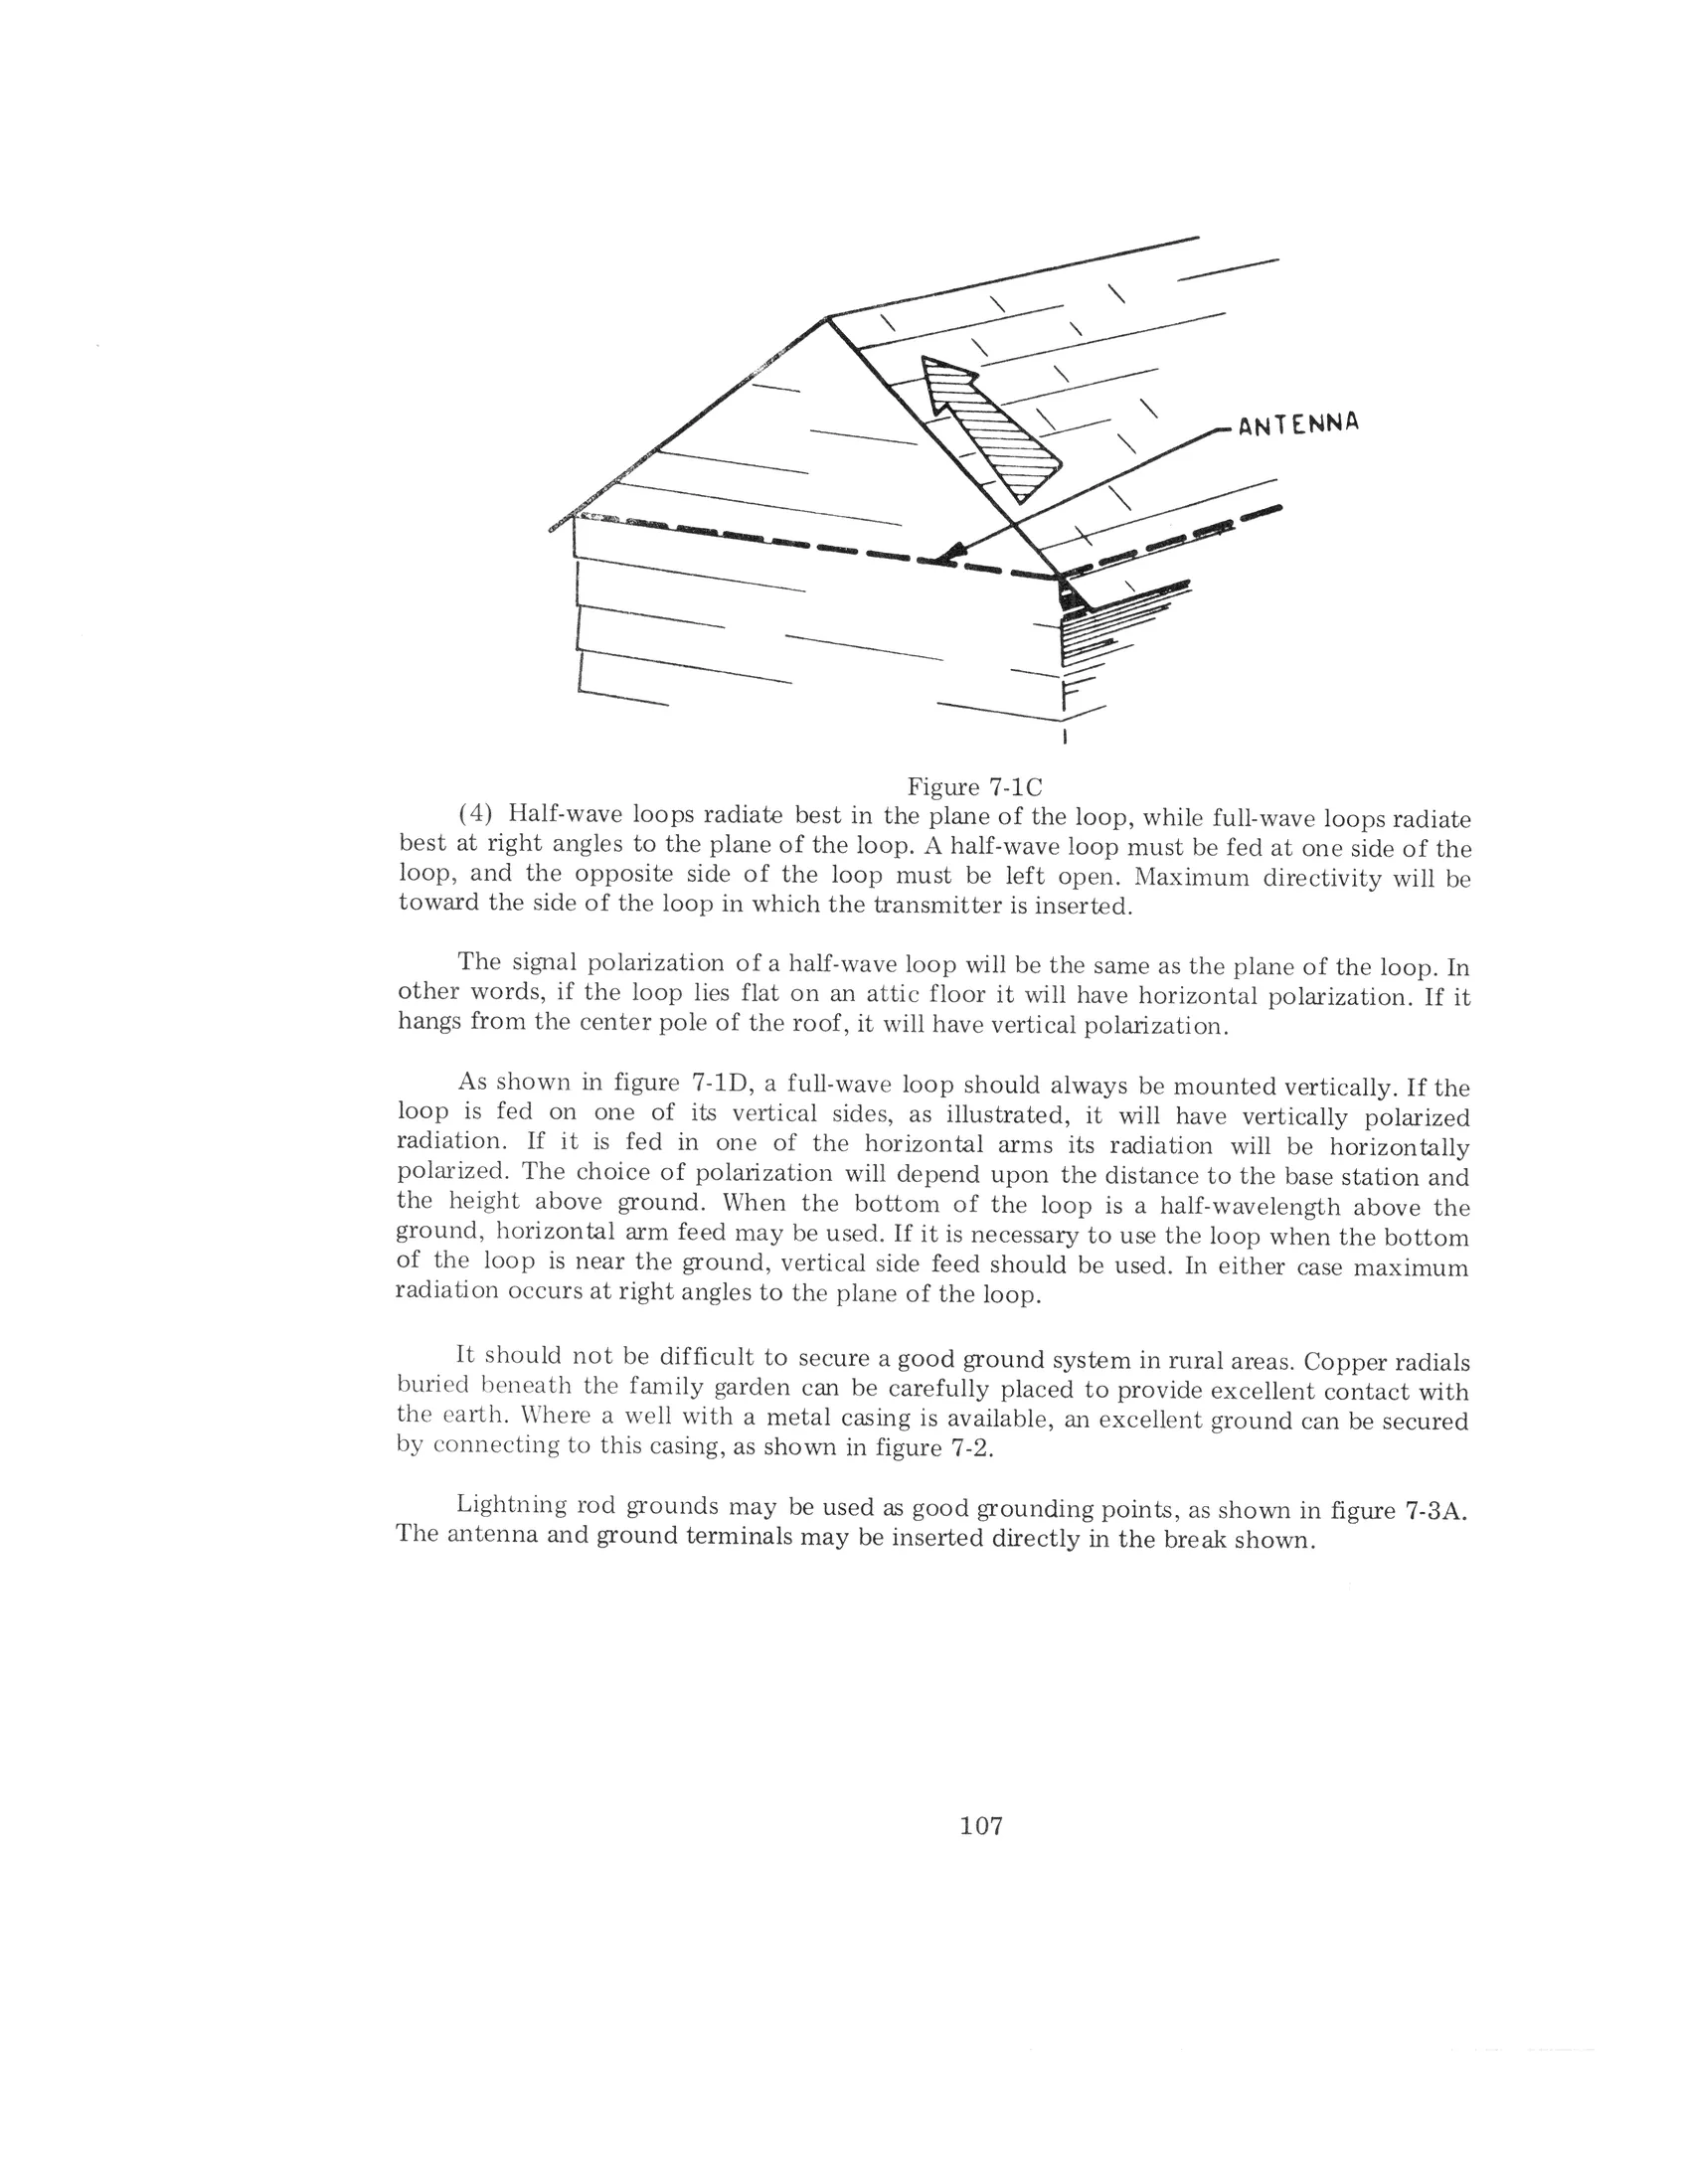 ANTENNA
Figure 7-1C
(4) Half-wave loops radiate best in the plane of the loop, while full-wave loops radiate
best at right angles to the plane of the loop. A half-wave loop must be fed at one side of the
loop, and the opposite side of the loop must be left open. Maximum directivity will be
toward the side of the loop in which the transmitter is inserted.
The signal polarization of a half-wave loop will be the same as the plane of the loop. In
other words, if the loop lies flat on an attic floor it will have horizontal polarization. If it
hangs from the center pole of the roof, it will have vertical polarization.
As shown in figure 7-1D, a full-wave loop should always be mounted vertically. If the
loop is fed on one of its vertical sides, as illustrated, it will have vertically polarized
radiation. If it is fed in one of the horizontal arms its radiation will be horizontally
polarized. The choice of polarization will depend upon the distance to the base station and
the height above ground. When the bottom of the loop is a half-wavelength above the
ground, horizontal arm feed may be used. If it is necessary to use the loop when the bottom
of the loop is near the ground, vertical side feed should be used. In either case maximum
radiation occurs at right angles to the plane of the loop.
It should not be difficult to secure a good ground system in rural areas. Copper radials
buried beneath the family garden can be carefully placed to provide excellent contact with
the earth. Where a well with a metal casing is available, an excellent ground can be secured
by connecting to this casing, as shown in figure 7-2.
Lightning rod grounds may be used as good grounding points, as shown in figure 7-3A.
The antenna and ground terminals may be inserted directly in the break shown.
107